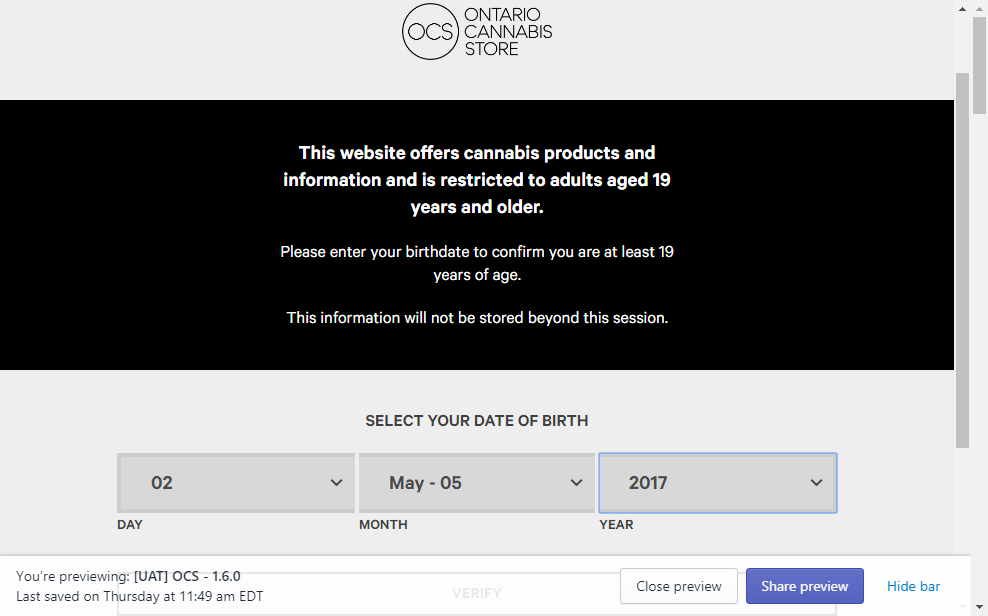 OCS
ONTARIO
CANNABIS
STORE
This website offers cannabis products and
information and is restricted to adults aged 19
years and older.
Please enter your birthdate to confirm you are at least 19
years of age.
This information will not be stored beyond this session.
SELECT YOUR DATE OF BIRTH
02
May - 05
2017
DAY
MONTH
YEAR
You're previewing: [UAT] OCS - 1.6.0
Last saved on Thursday at 11:49 am EDT
VERIFY
Close preview
Share preview
Hide bar